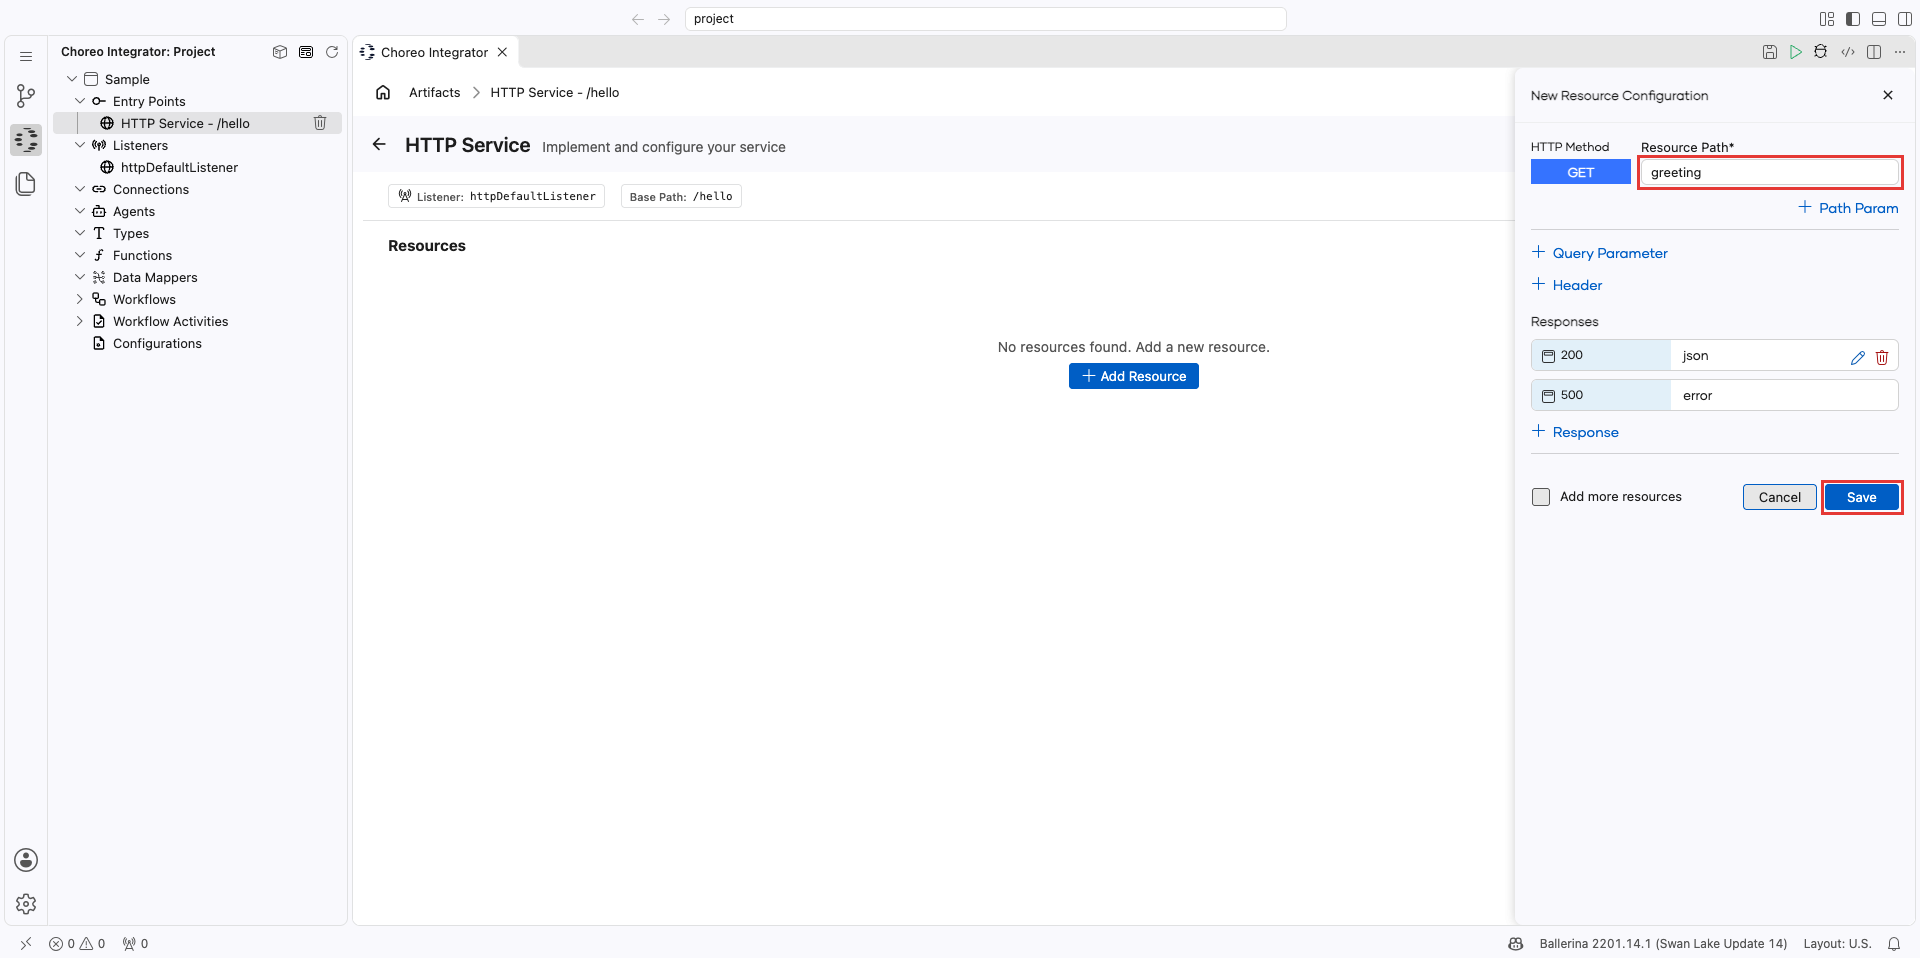 project
Choreo Integrator: Project
Sample
Entry Points
HTTP Service - /hello
Listeners
httpDefaultListener
Connections
Agents
Types
Functions
Data Mappers
Workflows
Workflow Activities
Configurations
Choreo Integrator
Artifacts
HTTP Service - /hello
HTTP Service
Implement and configure your service
Listener: httpDefaultListener
Base Path: /hello
Resources
No resources found. Add a new resource.
Add Resource
New Resource Configuration
HTTP Method
Resource Path*
GET
greeting
Path Param
Query Parameter
Header
Responses
200
json
500
error
Response
Add more resources
Cancel
Save
0
0
0
Ballerina 2201.14.1 (Swan Lake Update 14)
Layout: U.S.